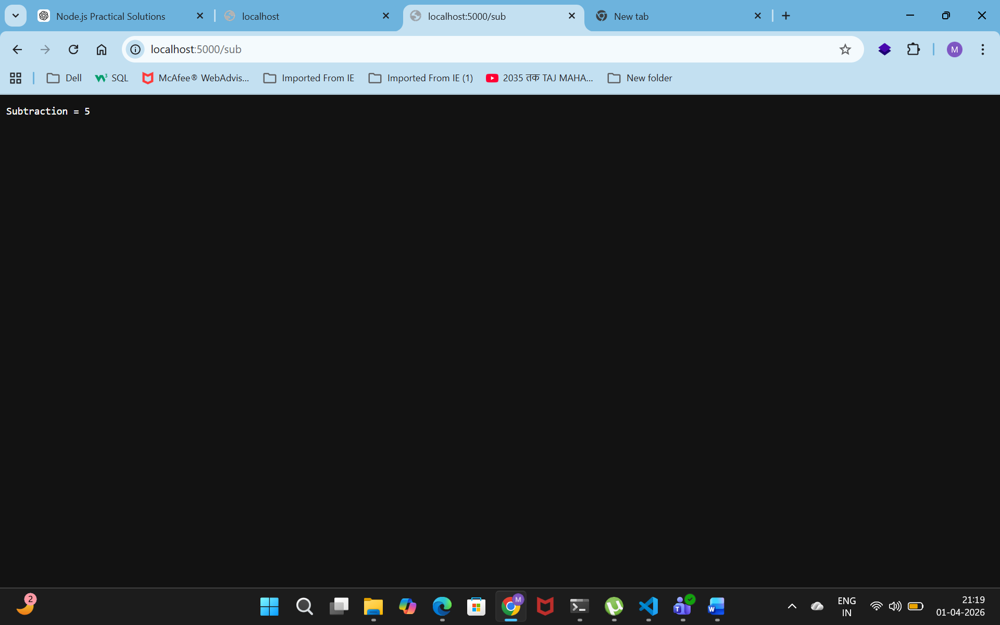 Node.js Practical Solutions
localhost
localhost:5000/sub
New tab
localhost:5000/sub
M
Dell
SQL
McAfee® WebAdvis...
Imported From IE
Imported From IE (1)
2035 तक TAJ MAHA...
New folder
Subtraction = 5
2
M
ENG
IN
21:19
01-04-2026